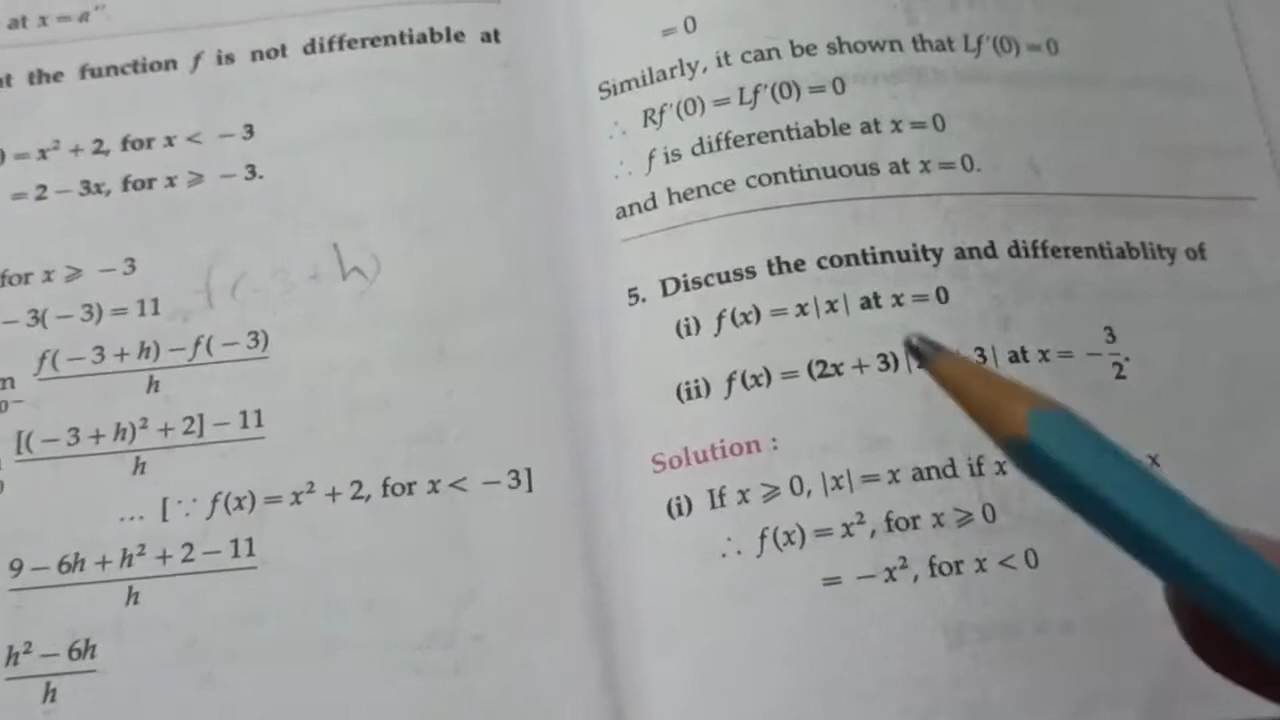 at x = a"
t the function f is not differentiable at
) = x² + 2, for x < − 3
= 2 − 3x, for x ⩾ − 3.
for x ⩾ − 3
− 3(− 3) = 11
f(− 3 + h)
f(− 3 + h) − f(− 3)
h
0⁻
[(− 3 + h)² + 2] − 11
h
... [∵ f(x) = x² + 2, for x < − 3]
9 − 6h + h² + 2 − 11
h
h² − 6h
h
= 0
Similarly, it can be shown that Lf'(0) = 0
∴ Rf'(0) = Lf'(0) = 0
∴ f is differentiable at x = 0
and hence continuous at x = 0.
5. Discuss the continuity and differentiablity of
(i) f(x) = x|x| at x = 0
(ii) f(x) = (2x + 3)| 3| at x = − 3/2.
Solution :
(i) If x ⩾ 0, |x| = x and if x x
∴ f(x) = x², for x ⩾ 0
= − x², for x < 0